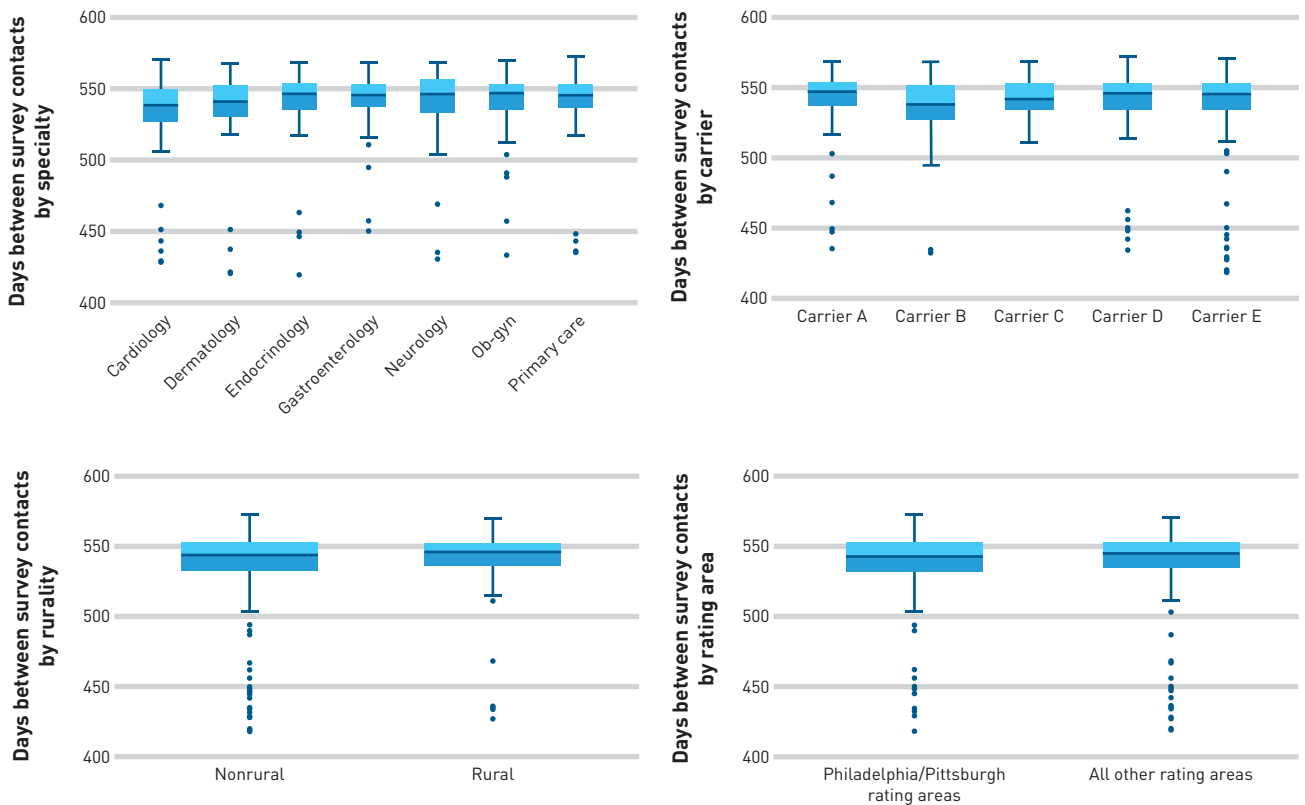 Days between survey contacts
by specialty
600
550
500
450
400
Cardiology
Dermatology
Endocrinology
Gastroenterology
Neurology
Ob-gyn
Primary care
Days between survey contacts
by carrier
600
550
500
450
400
Carrier A
Carrier B
Carrier C
Carrier D
Carrier E
Days between survey contacts
by rurality
600
550
500
450
400
Nonrural
Rural
Days between survey contacts
by rating area
600
550
500
450
400
Philadelphia/Pittsburgh
rating areas
All other rating areas